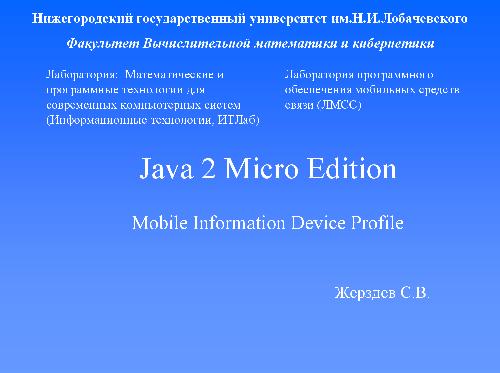 Нижегородский государственный университет им.Н.И.Лобачевского
Факультет Вычислительной математики и кибернетики
Лаборатория: Математические и
программные технологии для
современных компьютерных систем
(Информационные технологии, ИТЛаб)
Лаборатория программного
обеспечения мобильных средств
связи (ЛМСС)
Java 2 Micro Edition
Mobile Information Device Profile
Жерздев С.В.